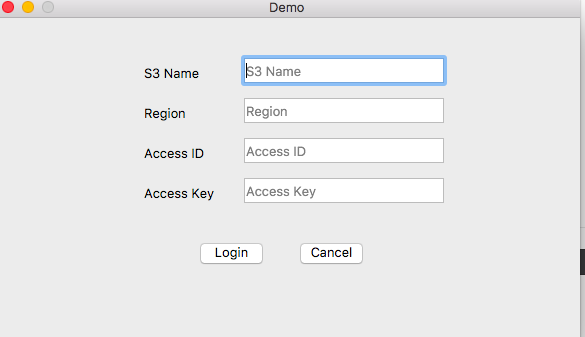 Demo
S3 Name S3 Name
Region Region
Access ID Access ID
Access Key Access Key
Login Cancel